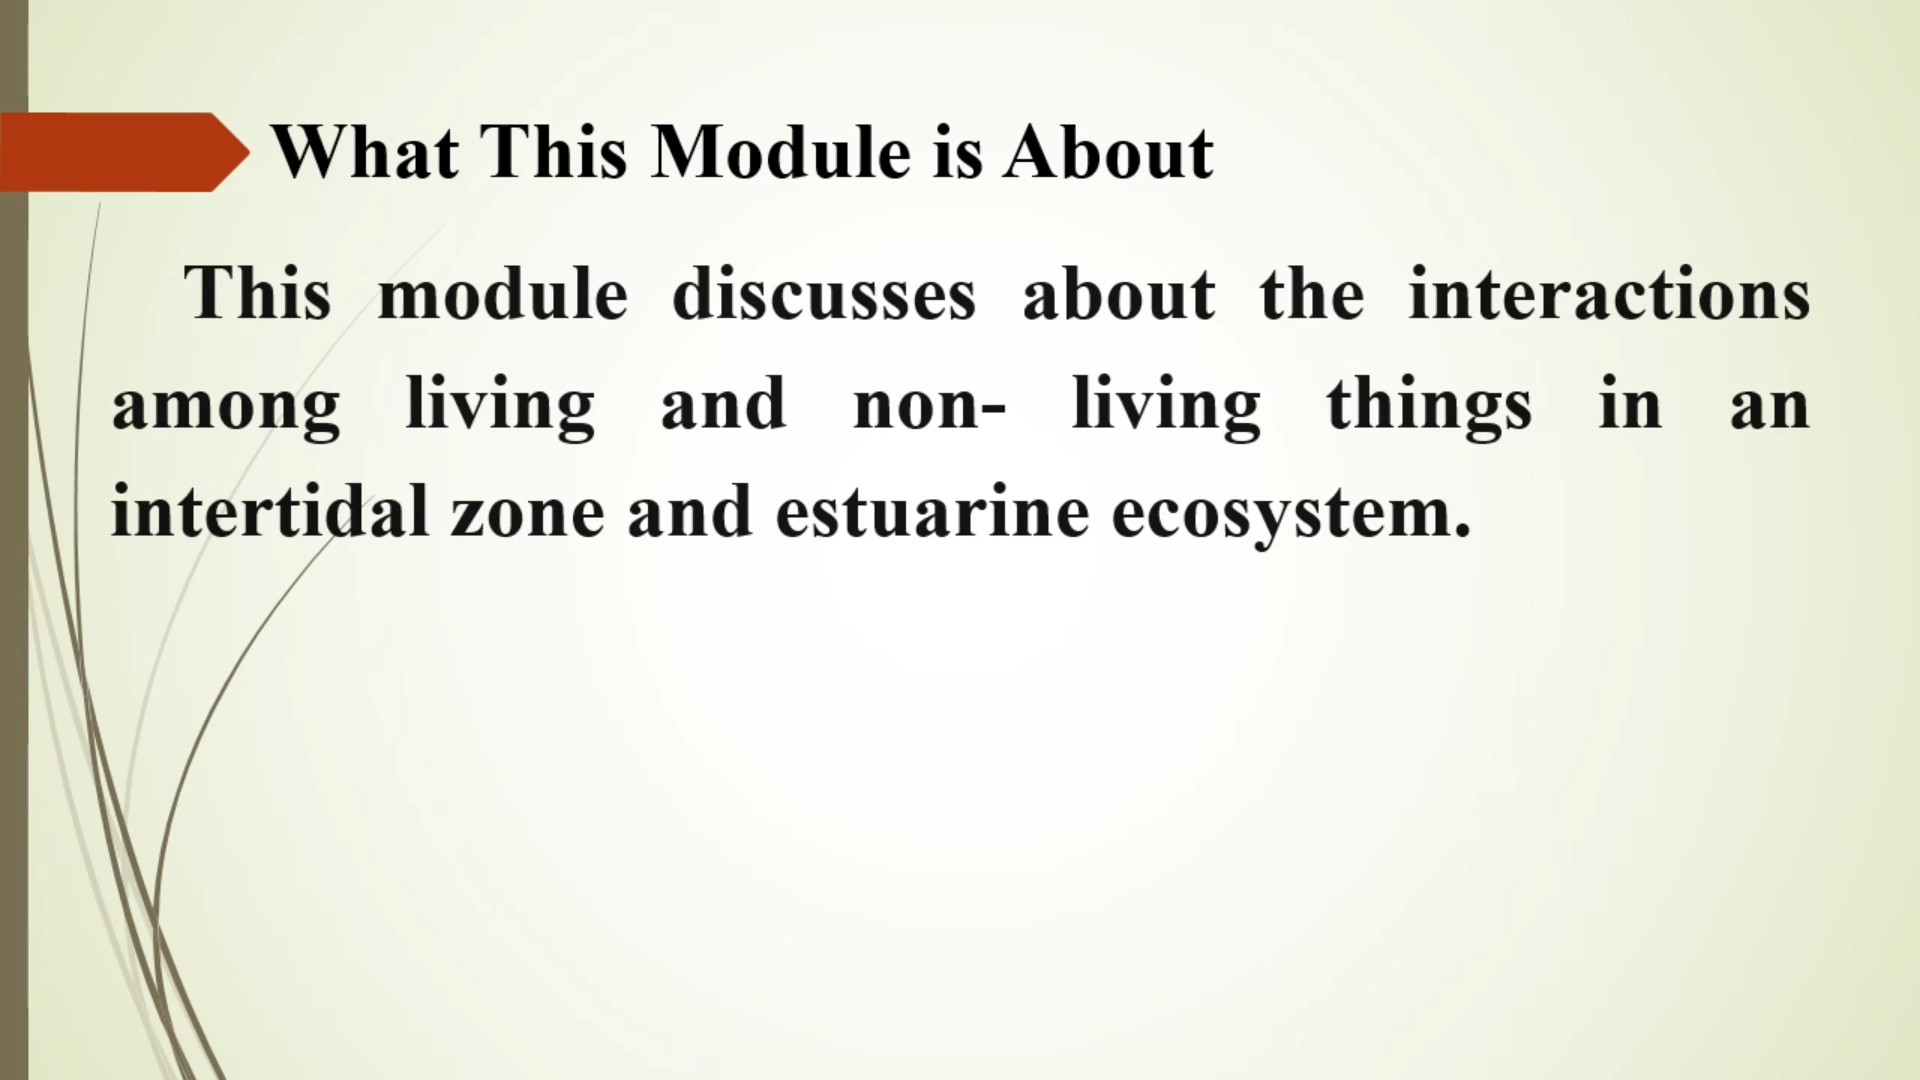 What This Module is About
This module discusses about the interactions
among living and non- living things in an
intertidal zone and estuarine ecosystem.